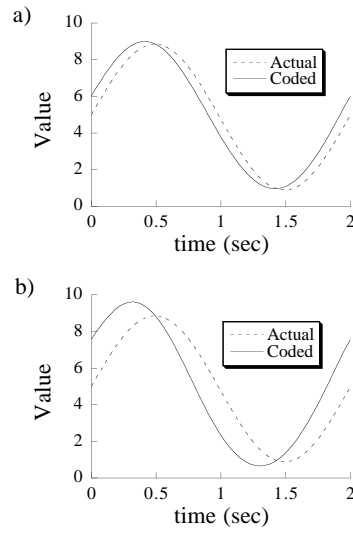 a)
10
8
6
4
2
0
Value
Actual
Coded
0 0.5 1 1.5 2
time (sec)
b)
10
8
6
4
2
0
Value
Actual
Coded
0 0.5 1 1.5 2
time (sec)